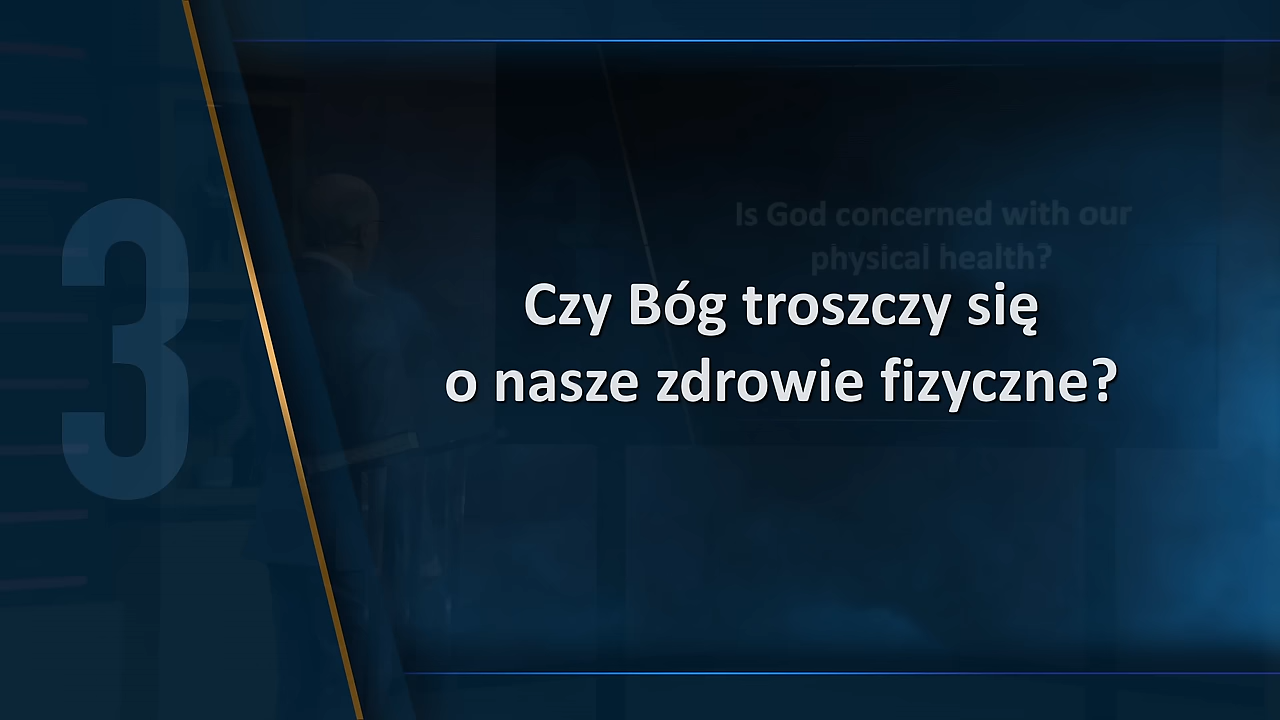 3
Is God concerned with our
physical health?
Czy Bóg troszczy się
o nasze zdrowie fizyczne?